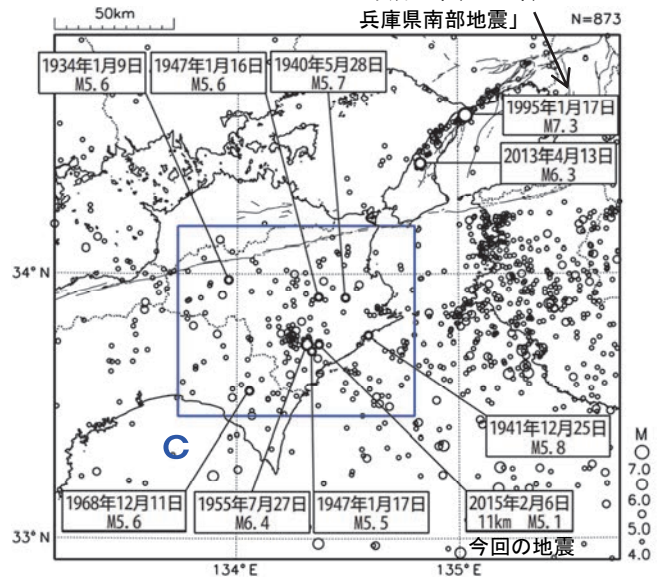 50km
兵庫県南部地震」
N=873
1934年1月9日
M5.6
1947年1月16日
M5.6
1940年5月28日
M5.7
1995年1月17日
M7.3
2013年4月13日
M6.3
34°N
1941年12月25日
M5.8
C
M
7.0
6.0
5.0
4.0
1968年12月11日
M5.6
1955年7月27日
M6.4
1947年1月17日
M5.5
2015年2月6日
11km M5.1
今回の地震
33°N
134°E
135°E